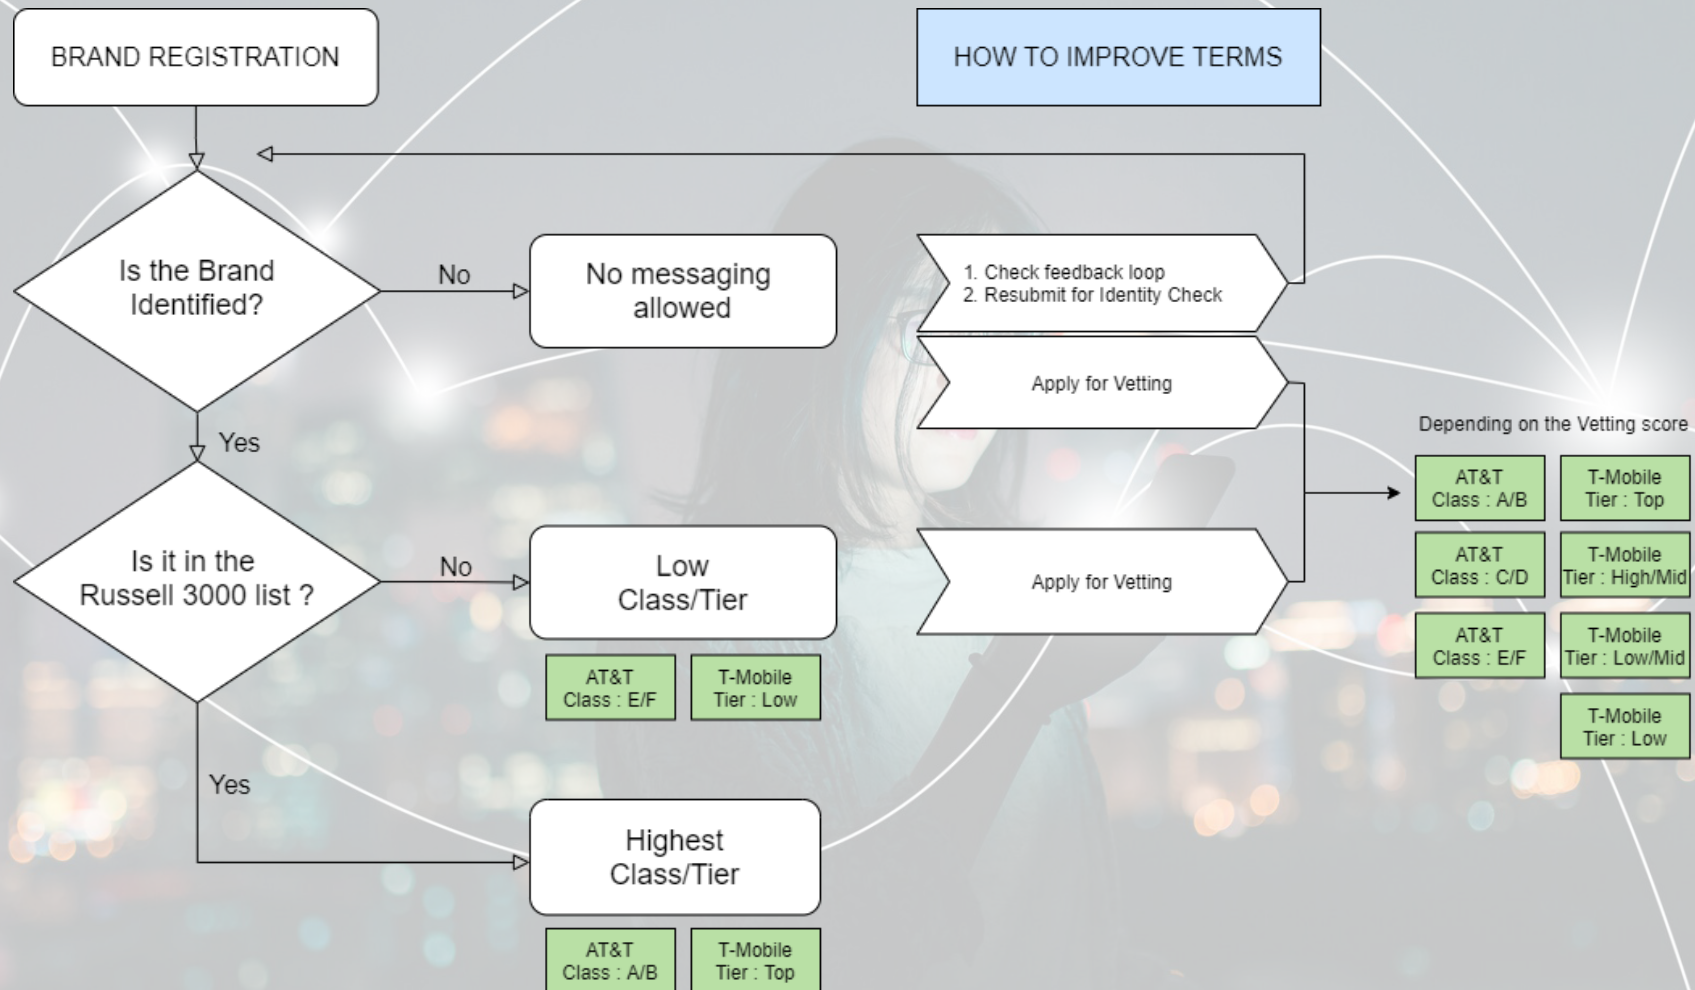 BRAND REGISTRATION
HOW TO IMPROVE TERMS
Is the Brand
Identified?
No
No messaging
allowed
1. Check feedback loop
2. Resubmit for Identity Check
Apply for Vetting
Yes
Is it in the
Russell 3000 list ?
No
Low
Class/Tier
AT&T
Class : E/F
T-Mobile
Tier : Low
Apply for Vetting
Depending on the Vetting score
AT&T
Class : A/B
T-Mobile
Tier : Top
AT&T
Class : C/D
T-Mobile
Tier : High/Mid
AT&T
Class : E/F
T-Mobile
Tier : Low/Mid
T-Mobile
Tier : Low
Yes
Highest
Class/Tier
AT&T
Class : A/B
T-Mobile
Tier : Top